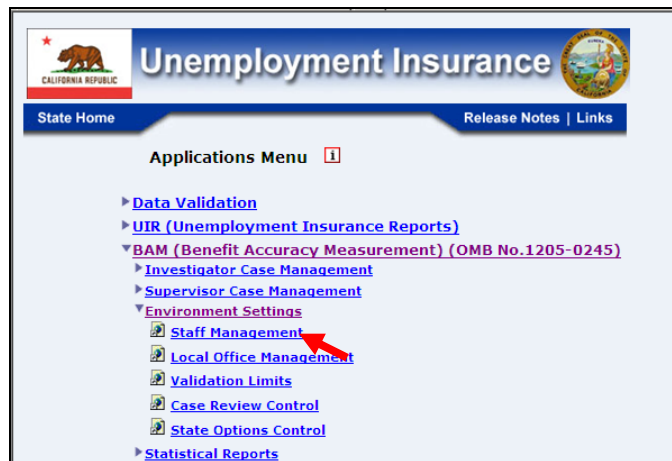 CALIFORNIA REPUBLIC
Unemployment Insurance
State Home
Release Notes | Links
Applications Menu i
Data Validation
UIR (Unemployment Insurance Reports)
BAM (Benefit Accuracy Measurement) (OMB No.1205-0245)
Investigator Case Management
Supervisor Case Management
Environment Settings
Staff Management
Local Office Management
Validation Limits
Case Review Control
State Options Control
Statistical Reports